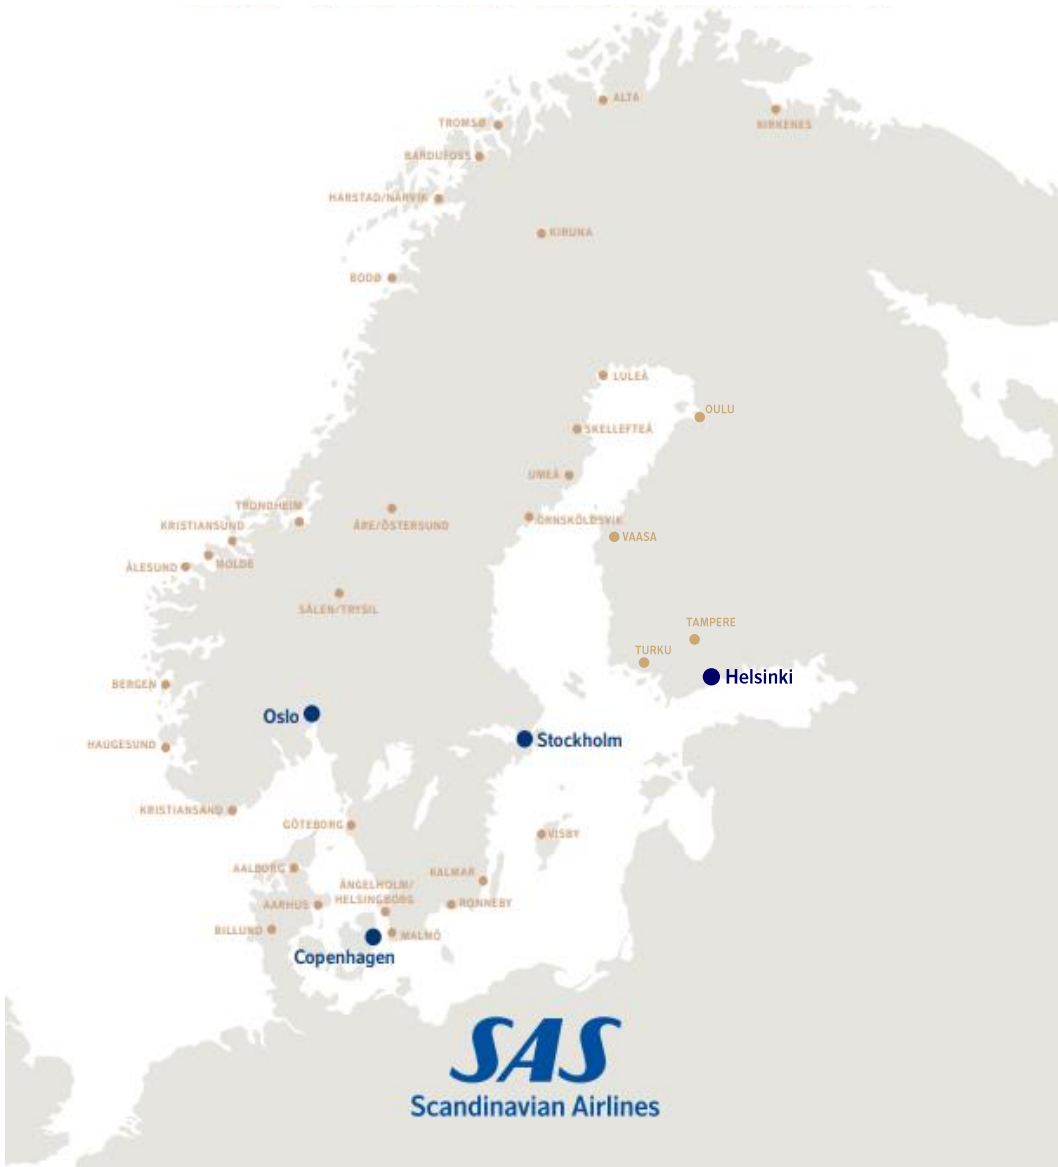 ALTA
TROMSØ
KIRKENES
BARDUFOSS
HARSTAD/NARVIK
KIRUNA
BODØ
LULEÅ
OULU
SKELLEFTEÅ
UMEÅ
TRONDHEIM
ÖRNSKÖLDSVIK
KRISTIANSUND
ÅRE/ÖSTERSUND
VAASA
MOLDE
ÅLESUND
SÄLEN/TRYSIL
TAMPERE
TURKU
Helsinki
BERGEN
Oslo
Stockholm
HAUGESUND
KRISTIANSAND
GÖTEBORG
VISBY
AALBORG
KALMAR
ÄNGELHOLM/
HELSINGBORG
AARHUS
RONNEBY
BILLUND
MALMÖ
Copenhagen
SAS
Scandinavian Airlines